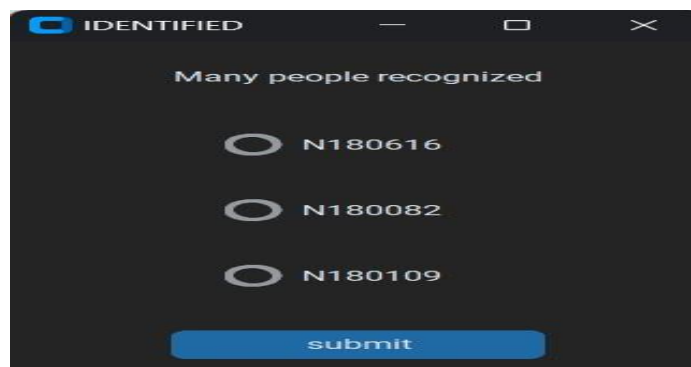 IDENTIFIED
Many people recognized
N180616
N180082
N180109
submit